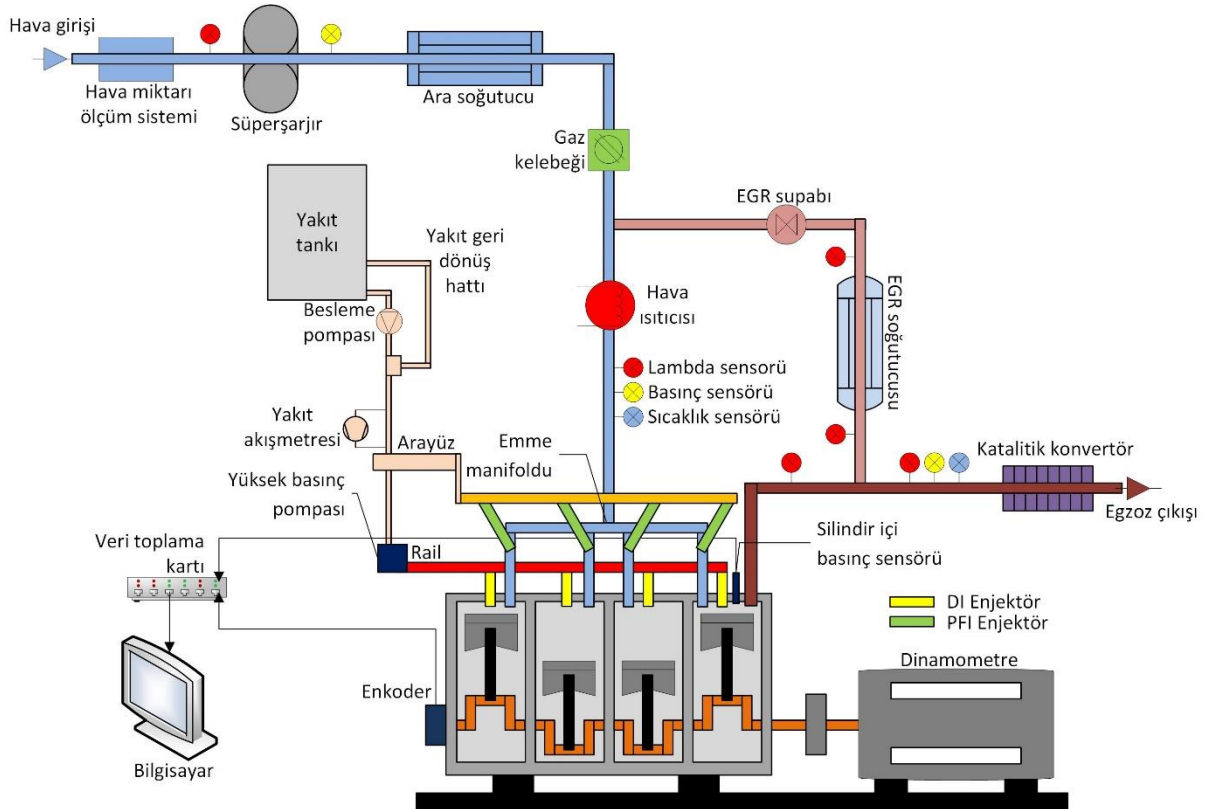 Hava girişi
Hava miktarı
ölçüm sistemi
Süperşarjır
Ara soğutucu
Gaz
kelebeği
EGR supabı
Yakıt
tankı
Yakıt geri
dönüş
hattı
Besleme
pompası
Hava
ısıtıcısı
EGR soğutucusu
Lambda sensorü
Basınç sensörü
Sıcaklık sensörü
Yakıt
akışmetresi
Arayüz
Emme
manifoldu
Katalitik konvertör
Egzoz çıkışı
Yüksek basınç
pompası
Silindir içi
basınç sensörü
Veri toplama
kartı
Rail
DI Enjektör
PFI Enjektör
Dinamometre
Enkoder
Bilgisayar